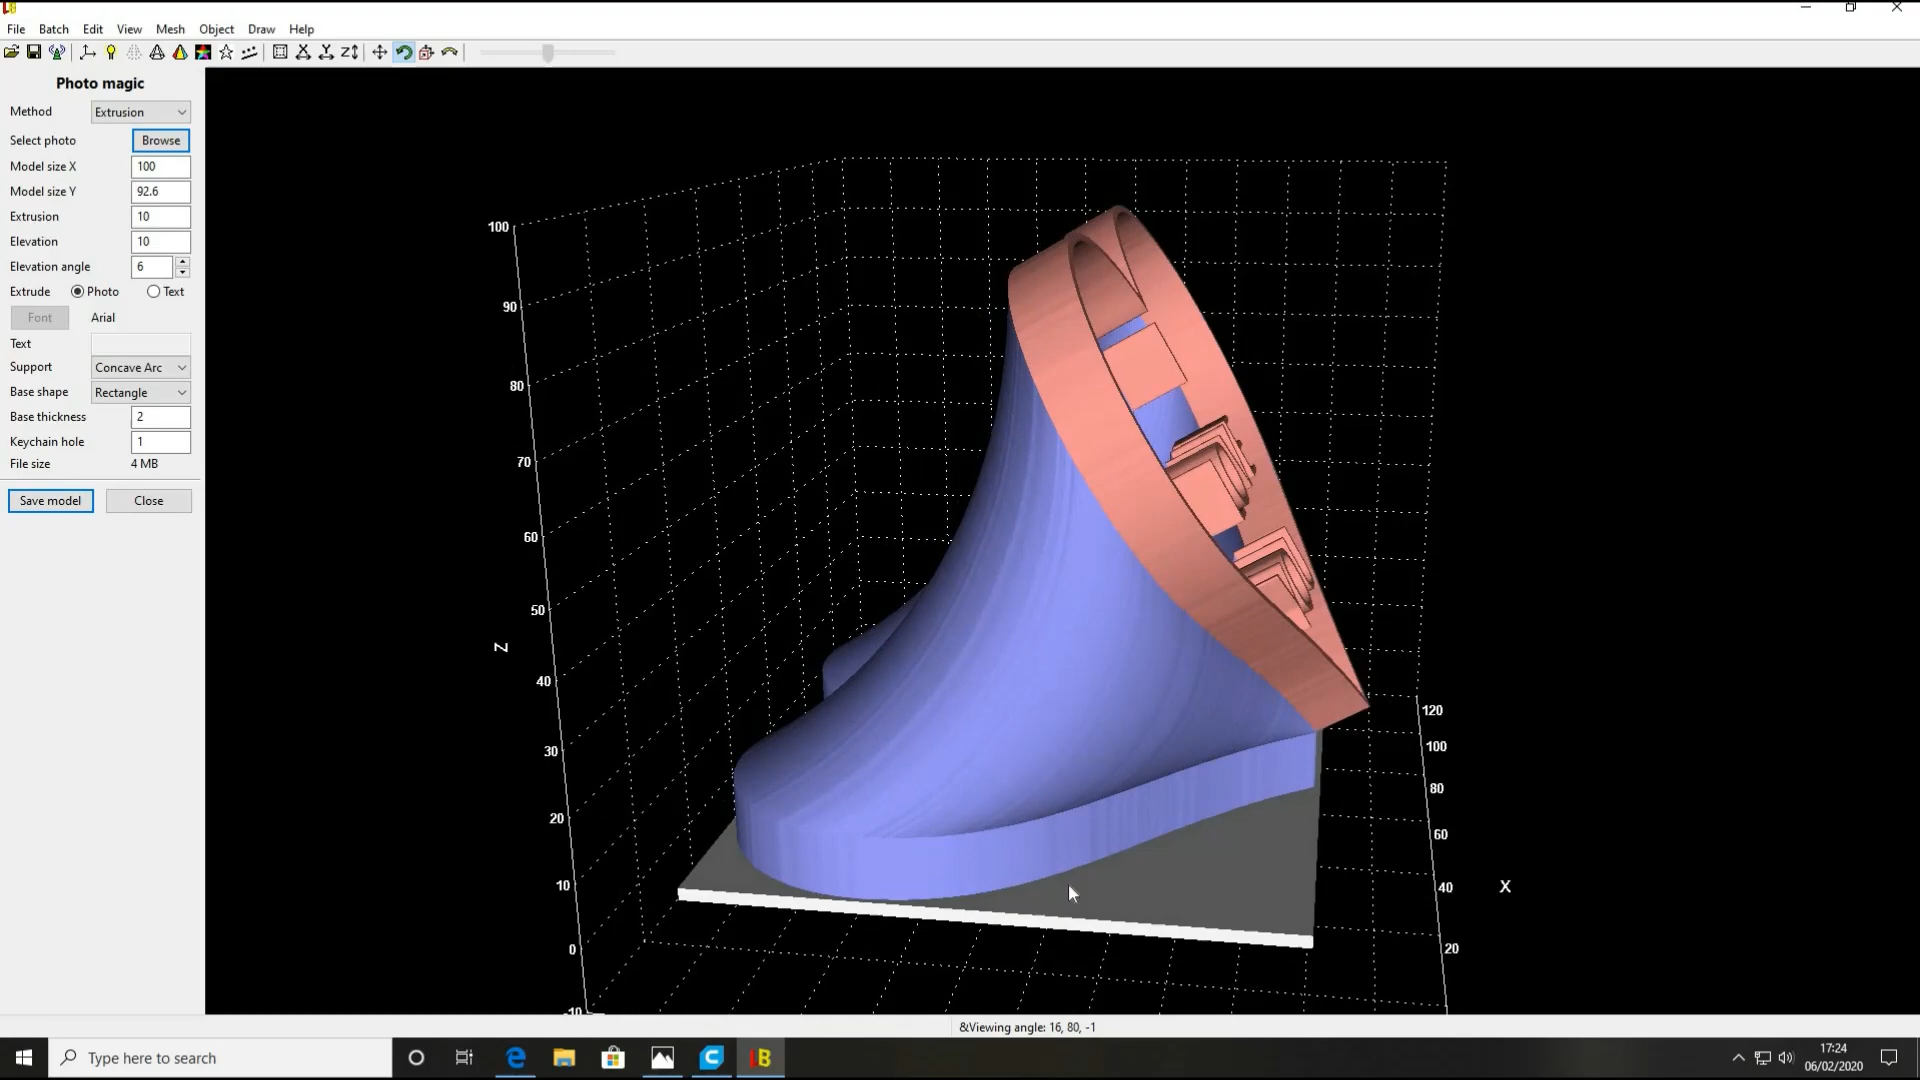 LB
File Batch Edit View Mesh Object Draw Help
Z
Photo magic
Method Extrusion
Select photo Browse
Model size X 100
Model size Y 92.6
Extrusion 10
Elevation 10
Elevation angle 6
Extrude Photo Text
Font Arial
Text
Support Concave Arc
Base shape Rectangle
Base thickness 2
Keychain hole 1
File size 4 MB
Save model Close
100
90
80
70
60
50
Z
40
30
20
10
0
-10
120
100
80
60
40
X
20
&Viewing angle: 16, 80, -1
Type here to search
LB
17:24
06/02/2020